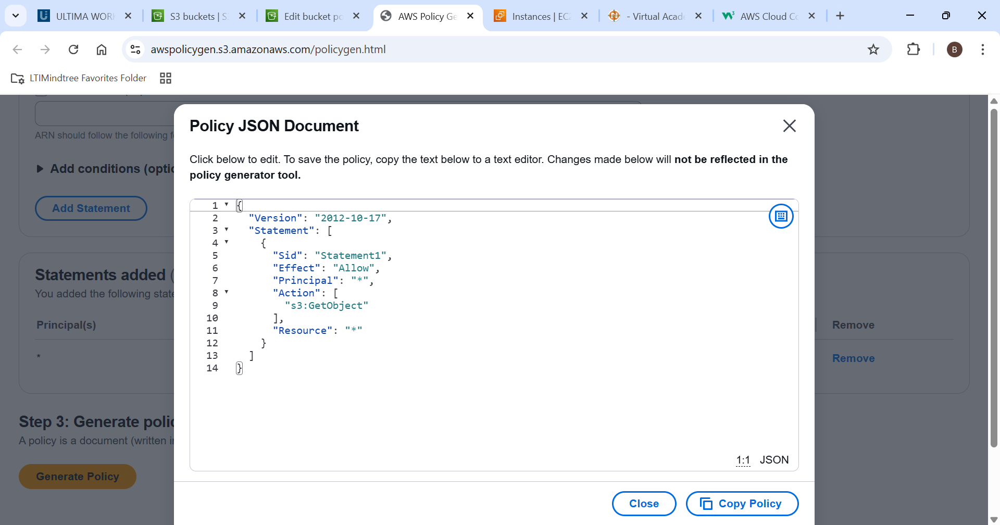 ULTIMA WOR
S3 buckets | S
Edit bucket po
AWS Policy Ge
Instances | EC2
- Virtual Acad
AWS Cloud Co
awspolicygen.s3.amazonaws.com/policygen.html
B
LTIMindtree Favorites Folder
ARN should follow the following f
Add conditions (optio
Add Statement
Statements added (
You added the following state
Principal(s)
Remove
*
Remove
Step 3: Generate polic
A policy is a document (written i
Generate Policy
Policy JSON Document
Click below to edit. To save the policy, copy the text below to a text editor. Changes made below will not be reflected in the
policy generator tool.
1 {
2 "Version": "2012-10-17",
3 "Statement": [
4 {
5 "Sid": "Statement1",
6 "Effect": "Allow",
7 "Principal": "*",
8 "Action": [
9 "s3:GetObject"
10 ],
11 "Resource": "*"
12 }
13 ]
14 }
1:1 JSON
Close
Copy Policy